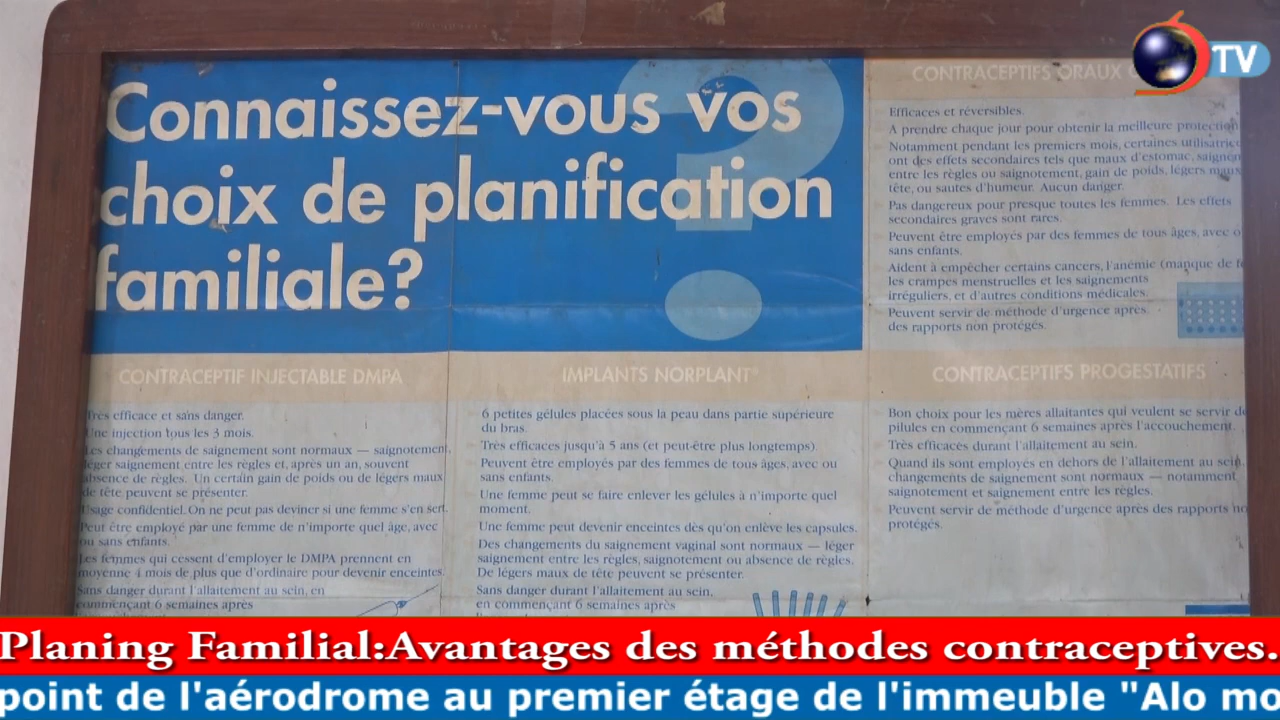 TV
Connaissez-vous vos
choix de planification
familiale?
CONTRACEPTIFS ORAUX
Efficaces et réversibles.
A prendre chaque jour pour obtenir la meilleure protection
Notamment pendant les premiers mois, certaines utilisatric
ont des effets secondaires tels que maux d'estomac, saignem
entre les règles ou saignotement, gain de poids, légers maux
tête, ou sautes d'humeur. Aucun danger.
Pas dangereux pour presque toutes les femmes. Les effets
secondaires graves sont rares.
Peuvent être employés par des femmes de tous âges, avec o
sans enfants.
Aident à empêcher certains cancers, l'anémie (manque de fe
les crampes menstruelles et les saignements
irréguliers, et d'autres conditions médicales.
Peuvent servir de méthode d'urgence après
des rapports non protégés.
CONTRACEPTIF INJECTABLE DMPA
Très efficace et sans danger.
Une injection tous les 3 mois.
Les changements de saignement sont normaux — saignotement,
léger saignement entre les règles et, après un an, souvent
absence de règles. Un certain gain de poids ou de légers maux
de tête peuvent se présenter.
Usage confidentiel. On ne peut pas deviner si une femme s'en sert.
Peut être employé par une femme de n'importe quel âge, avec
ou sans enfants.
Les femmes qui cessent d'employer le DMPA prennent en
moyenne 4 mois de plus que d'ordinaire pour devenir enceintes.
Sans danger durant l'allaitement au sein, en
commençant 6 semaines après
IMPLANTS NORPLANT®
6 petites gélules placées sous la peau dans partie supérieure
du bras.
Très efficaces jusqu'à 5 ans (et peut-être plus longtemps)
Peuvent être employés par des femmes de tous âges, avec ou
sans enfants.
Une femme peut se faire enlever les gélules à n'importe quel
moment.
Une femme peut devenir enceintes dès qu'on enlève les capsules.
Des changements du saignement vaginal sont normaux — léger
saignement entre les règles, saignotement ou absence de règles.
De légers maux de tête peuvent se présenter.
Sans danger durant l'allaitement au sein,
en commençant 6 semaines après
CONTRACEPTIFS PROGESTATIFS
Bon choix pour les mères allaitantes qui veulent se servir de
pilules en commençant 6 semaines après l'accouchement.
Très efficaces durant l'allaitement au sein.
Quand ils sont employés en dehors de l'allaitement au sein,
changements de saignement sont normaux — notamment
saignotement et saignement entre les règles.
Peuvent servir de méthode d'urgence après des rapports no
protégés.
Planing Familial:Avantages des méthodes contraceptives.
point de l'aérodrome au premier étage de l'immeuble "Alo mo